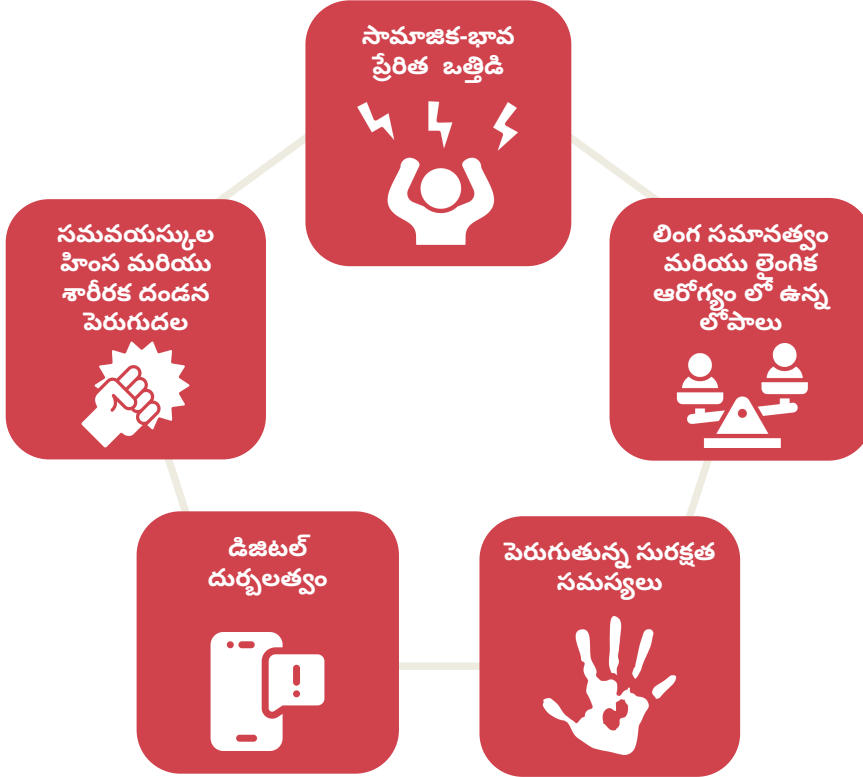 సామాజిక-భావ
ప్రేరిత ఒత్తిడి
సమవయస్కుల
హింస మరియు
శారీరక దండన
పెరుగుదల
లింగ సమానత్వం
మరియు లైంగిక
ఆరోగ్యం లో ఉన్న
లోపాలు
డిజిటల్
దుర్బలత్వం
పెరుగుతున్న సురక్షత
సమస్యలు